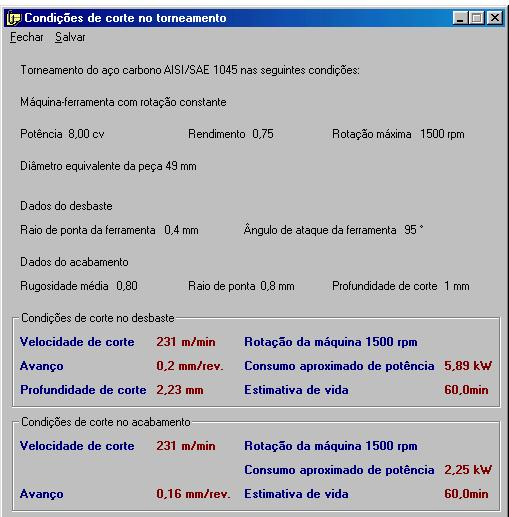 Condições de corte no torneamento
Fechar Salvar
Torneamento do aço carbono AISI/SAE 1045 nas seguintes condições:
Máquina-ferramenta com rotação constante
Potência 8,00 cv Rendimento 0,75 Rotação máxima 1500 rpm
Diâmetro equivalente da peça 49 mm
Dados do desbaste
Raio de ponta da ferramenta 0,4 mm Ângulo de ataque da ferramenta 95 °
Dados do acabamento
Rugosidade média 0,80 Raio de ponta 0,8 mm Profundidade de corte 1 mm
Condições de corte no desbaste
Velocidade de corte 231 m/min Rotação da máquina 1500 rpm
Avanço 0,2 mm/rev. Consumo aproximado de potência 5,89 kW
Profundidade de corte 2,23 mm Estimativa de vida 60,0min
Condições de corte no acabamento
Velocidade de corte 231 m/min Rotação da máquina 1500 rpm
Consumo aproximado de potência 2,25 kW
Avanço 0,16 mm/rev. Estimativa de vida 60,0min